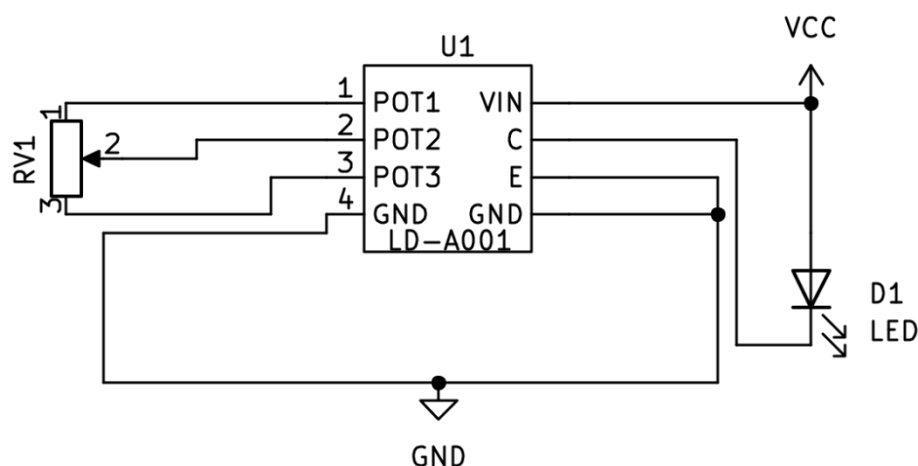 VCC
U1
1 POT1 VIN
2 POT2 C
3 POT3 E
4 GND GND
LD-A001
RV1
1
2
3
D1
LED
GND